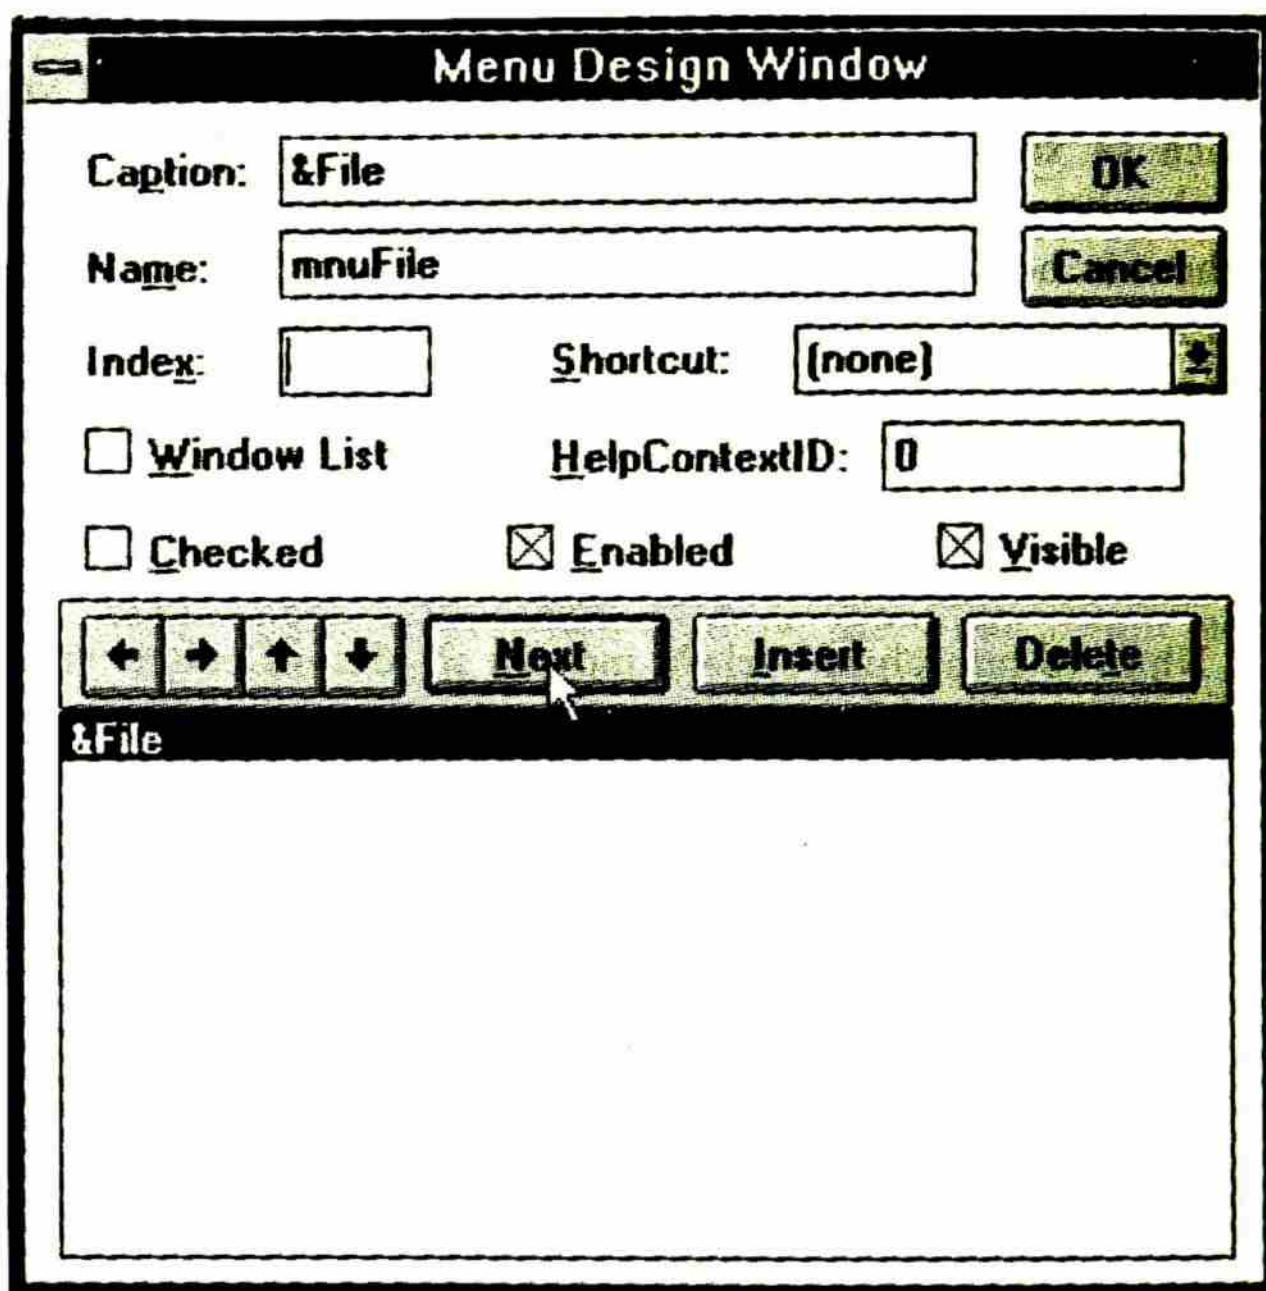 Menu Design Window
Caption: &File OK
Name: mnuFile Cancel
Index: Shortcut: (none)
Window List HelpContextID: 0
Checked Enabled Visible
Next Insert Delete
&File